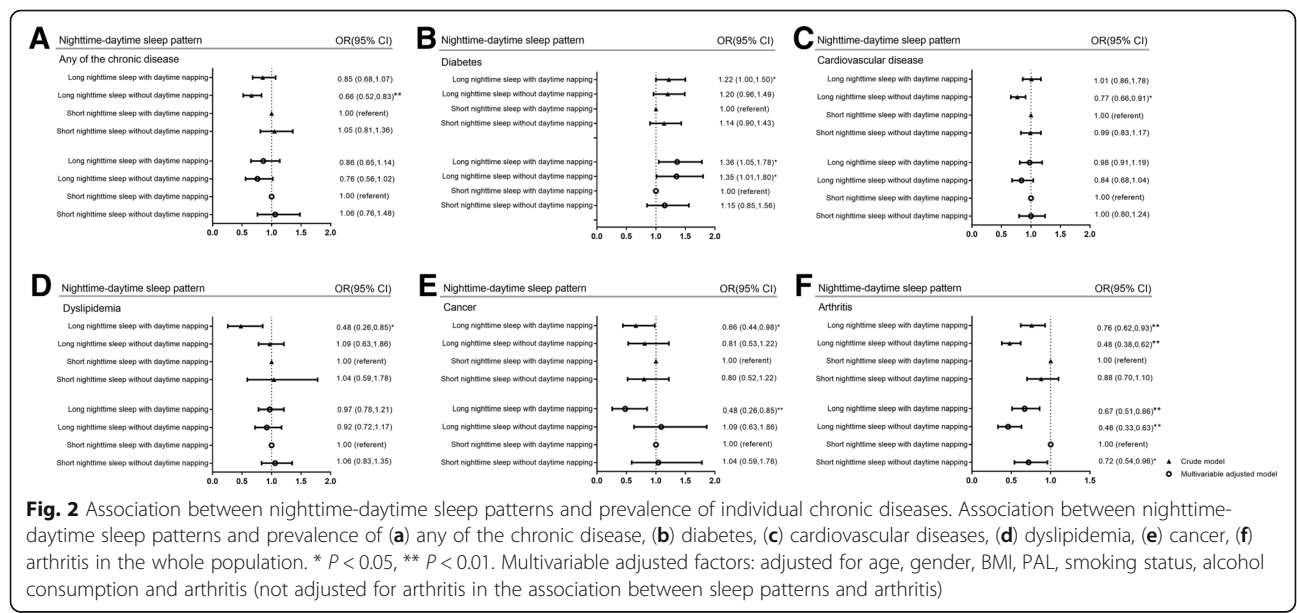 A
Nighttime-daytime sleep pattern OR(95% CI)
Any of the chronic disease
Long nighttime sleep with daytime napping 0.85 (0.68,1.07)
Long nighttime sleep without daytime napping 0.66 (0.52,0.83)**
Short nighttime sleep with daytime napping 1.00 (referent)
Short nighttime sleep without daytime napping 1.05 (0.81,1.36)
Long nighttime sleep with daytime napping 0.86 (0.65,1.14)
Long nighttime sleep without daytime napping 0.76 (0.56,1.02)
Short nighttime sleep with daytime napping 1.00 (referent)
Short nighttime sleep without daytime napping 1.06 (0.76,1.48)
0.0 0.5 1.0 1.5 2.0
B
Nighttime-daytime sleep pattern OR(95% CI)
Diabetes
Long nighttime sleep with daytime napping 1.22 (1.00,1.50)*
Long nighttime sleep without daytime napping 1.20 (0.96,1.49)
Short nighttime sleep with daytime napping 1.00 (referent)
Short nighttime sleep without daytime napping 1.14 (0.90,1.43)
Long nighttime sleep with daytime napping 1.36 (1.05,1.78)*
Long nighttime sleep without daytime napping 1.35 (1.01,1.80)*
Short nighttime sleep with daytime napping 1.00 (referent)
Short nighttime sleep without daytime napping 1.15 (0.85,1.56)
0.0 0.5 1.0 1.5 2.0
C
Nighttime-daytime sleep pattern OR(95% CI)
Cardiovascular disease
Long nighttime sleep with daytime napping 1.01 (0.86,1.78)
Long nighttime sleep without daytime napping 0.77 (0.66,0.91)*
Short nighttime sleep with daytime napping 1.00 (referent)
Short nighttime sleep without daytime napping 0.99 (0.83,1.17)
Long nighttime sleep with daytime napping 0.98 (0.91,1.19)
Long nighttime sleep without daytime napping 0.84 (0.68,1.04)
Short nighttime sleep with daytime napping 1.00 (referent)
Short nighttime sleep without daytime napping 1.00 (0.80,1.24)
0.0 0.5 1.0 1.5 2.0
D
Nighttime-daytime sleep pattern OR(95% CI)
Dyslipidemia
Long nighttime sleep with daytime napping 0.48 (0.26,0.85)*
Long nighttime sleep without daytime napping 1.09 (0.63,1.86)
Short nighttime sleep with daytime napping 1.00 (referent)
Short nighttime sleep without daytime napping 1.04 (0.59,1.78)
Long nighttime sleep with daytime napping 0.97 (0.78,1.21)
Long nighttime sleep without daytime napping 0.92 (0.72,1.17)
Short nighttime sleep with daytime napping 1.00 (referent)
Short nighttime sleep without daytime napping 1.06 (0.83,1.35)
0.0 0.5 1.0 1.5 2.0
E
Nighttime-daytime sleep pattern OR(95% CI)
Cancer
Long nighttime sleep with daytime napping 0.66 (0.44,0.98)*
Long nighttime sleep without daytime napping 0.81 (0.53,1.22)
Short nighttime sleep with daytime napping 1.00 (referent)
Short nighttime sleep without daytime napping 0.80 (0.52,1.22)
Long nighttime sleep with daytime napping 0.48 (0.26,0.85)**
Long nighttime sleep without daytime napping 1.09 (0.63,1.86)
Short nighttime sleep with daytime napping 1.00 (referent)
Short nighttime sleep without daytime napping 1.04 (0.59,1.78)
0.0 0.5 1.0 1.5 2.0
F
Nighttime-daytime sleep pattern OR(95% CI)
Arthritis
Long nighttime sleep with daytime napping 0.76 (0.62,0.93)**
Long nighttime sleep without daytime napping 0.48 (0.38,0.62)**
Short nighttime sleep with daytime napping 1.00 (referent)
Short nighttime sleep without daytime napping 0.88 (0.70,1.10)
Long nighttime sleep with daytime napping 0.67 (0.51,0.86)**
Long nighttime sleep without daytime napping 0.46 (0.33,0.63)**
Short nighttime sleep with daytime napping 1.00 (referent)
Short nighttime sleep without daytime napping 0.72 (0.54,0.96)*
0.0 0.5 1.0 1.5
Crude model
Multivariable adjusted model
Fig. 2 Association between nighttime-daytime sleep patterns and prevalence of individual chronic diseases. Association between nighttime-
daytime sleep patterns and prevalence of (a) any of the chronic disease, (b) diabetes, (c) cardiovascular diseases, (d) dyslipidemia, (e) cancer, (f)
arthritis in the whole population. * P < 0.05, ** P < 0.01. Multivariable adjusted factors: adjusted for age, gender, BMI, PAL, smoking status, alcohol
consumption and arthritis (not adjusted for arthritis in the association between sleep patterns and arthritis)